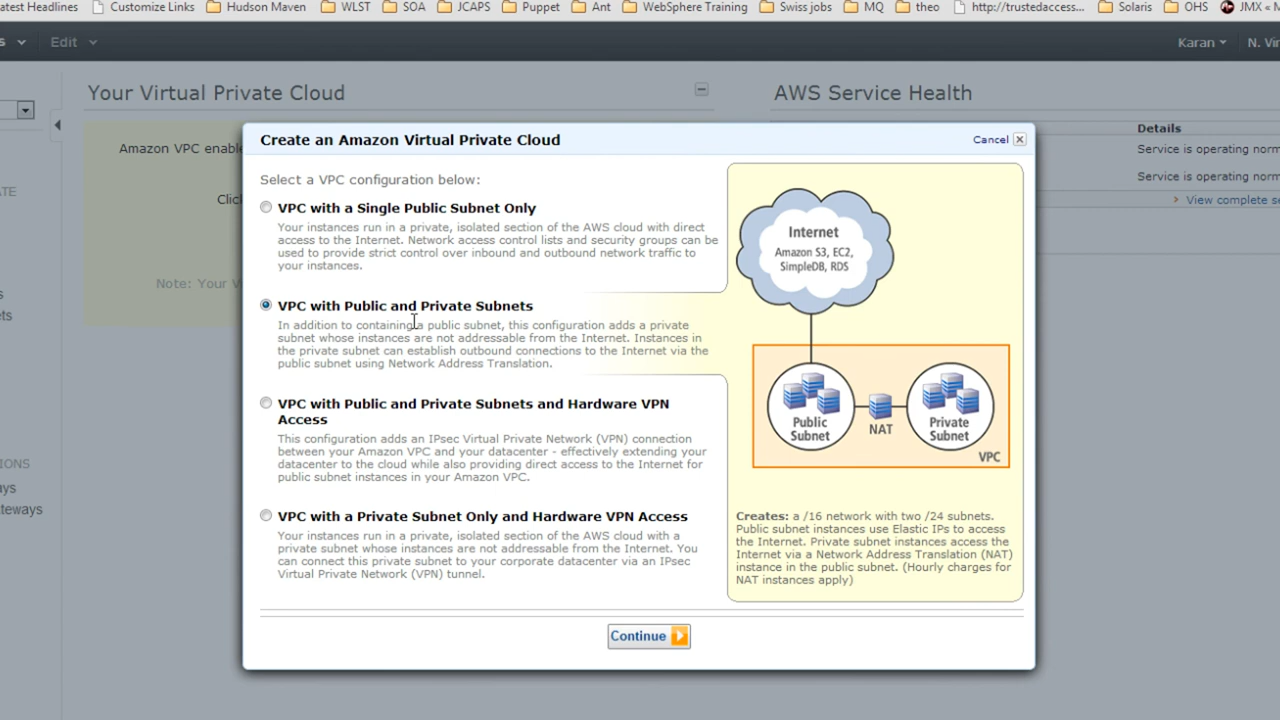 atest Headlines Customize Links Hudson Maven WLST SOA JCAPS Puppet Ant WebSphere Training Swiss jobs MQ theo http://trustedaccess... Solaris OHS JMX « M
s Edit Karan N. Vir
Your Virtual Private Cloud AWS Service Health
Details
Amazon VPC enable Service is operating norm
Service is operating norm
ATE
Clic > View complete se
Note: Your V
s
ts
IONS
ays
teways
Create an Amazon Virtual Private Cloud Cancel
Select a VPC configuration below:
VPC with a Single Public Subnet Only
Your instances run in a private, isolated section of the AWS cloud with direct
access to the Internet. Network access control lists and security groups can be
used to provide strict control over inbound and outbound network traffic to
your instances.
VPC with Public and Private Subnets
In addition to containing a public subnet, this configuration adds a private
subnet whose instances are not addressable from the Internet. Instances in
the private subnet can establish outbound connections to the Internet via the
public subnet using Network Address Translation.
VPC with Public and Private Subnets and Hardware VPN
Access
This configuration adds an IPsec Virtual Private Network (VPN) connection
between your Amazon VPC and your datacenter - effectively extending your
datacenter to the cloud while also providing direct access to the Internet for
public subnet instances in your Amazon VPC.
VPC with a Private Subnet Only and Hardware VPN Access
Your instances run in a private, isolated section of the AWS cloud with a
private subnet whose instances are not addressable from the Internet. You
can connect this private subnet to your corporate datacenter via an IPsec
Virtual Private Network (VPN) tunnel.
Internet
Amazon S3, EC2,
SimpleDB, RDS
Public
Subnet
NAT
Private
Subnet
VPC
Creates: a /16 network with two /24 subnets.
Public subnet instances use Elastic IPs to access
the Internet. Private subnet instances access the
Internet via a Network Address Translation (NAT)
instance in the public subnet. (Hourly charges for
NAT instances apply)
Continue